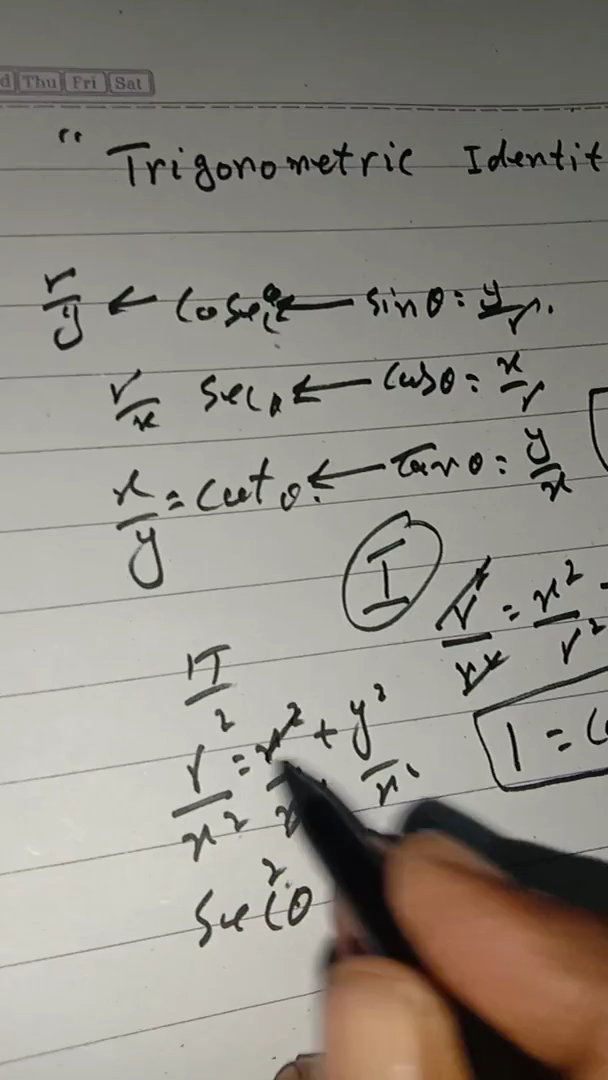 d Thu Fri Sat
" Trigonometric Identit
r/y ← Cosec ← sinθ = y/r.
r/x secθ ← cosθ = x/r
x/y = cotθ. ← Tanθ = y/x
I
r²/r² = x²/r²
II
r²/x² = x²/x² + y²/x²
1 = C
Sec²θ